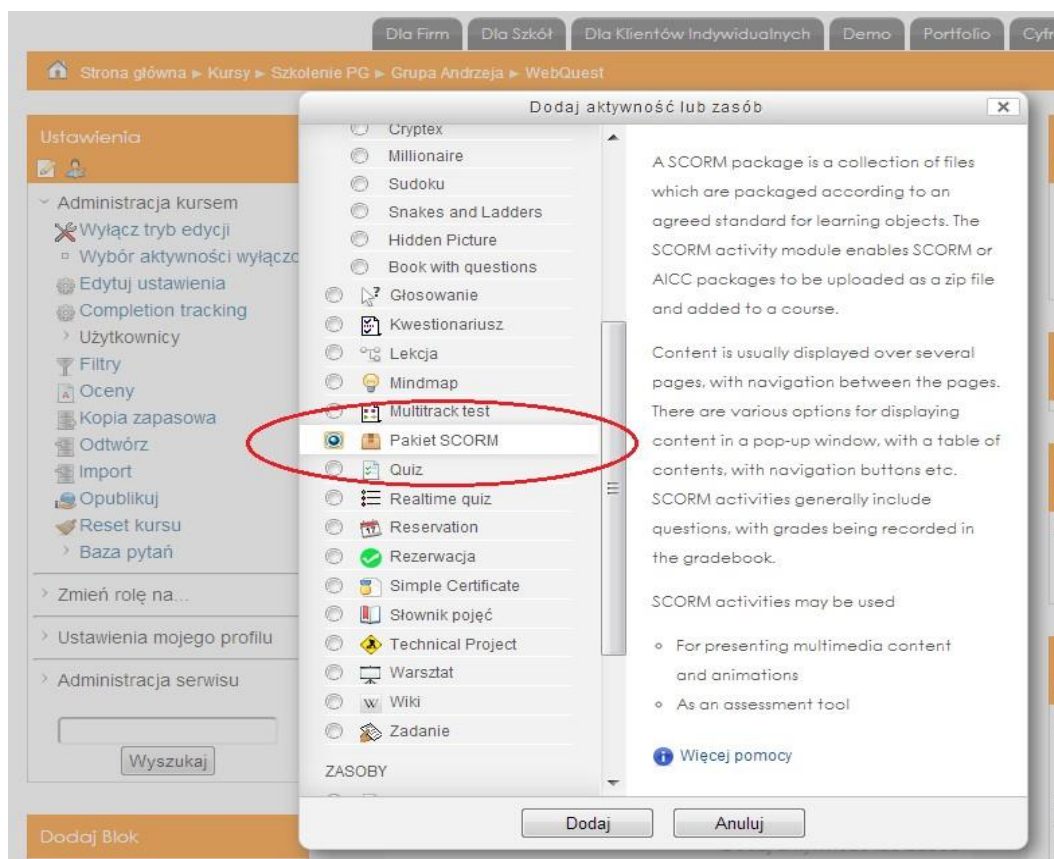 Dla Firm Dla Szkół Dla Klientów Indywidualnych Demo Portfolio Cyfr
Strona główna ► Kursy ► Szkolenie PG ► Grupa Andrzeja ► WebQuest
Ustawienia
Administracja kursem
Wyłącz tryb edycji
Wybór aktywności wyłączo
Edytuj ustawienia
Completion tracking
Użytkownicy
Filtry
Oceny
Kopia zapasowa
Odtwórz
Import
Opublikuj
Reset kursu
Baza pytań
Zmień rolę na...
Ustawienia mojego profilu
Administracja serwisu
Wyszukaj
Dodaj Blok
Dodaj aktywność lub zasób
Cryptex
Millionaire
Sudoku
Snakes and Ladders
Hidden Picture
Book with questions
Głosowanie
Kwestionariusz
Lekcja
Mindmap
Multitrack test
Pakiet SCORM
Quiz
Realtime quiz
Reservation
Rezerwacja
Simple Certificate
Słownik pojęć
Technical Project
Warsztat
Wiki
Zadanie
ZASOBY
A SCORM package is a collection of files
which are packaged according to an
agreed standard for learning objects. The
SCORM activity module enables SCORM or
AICC packages to be uploaded as a zip file
and added to a course.
Content is usually displayed over several
pages, with navigation between the pages.
There are various options for displaying
content in a pop-up window, with a table of
contents, with navigation buttons etc.
SCORM activities generally include
questions, with grades being recorded in
the gradebook.
SCORM activities may be used
For presenting multimedia content
and animations
As an assessment tool
Więcej pomocy
Dodaj Anuluj